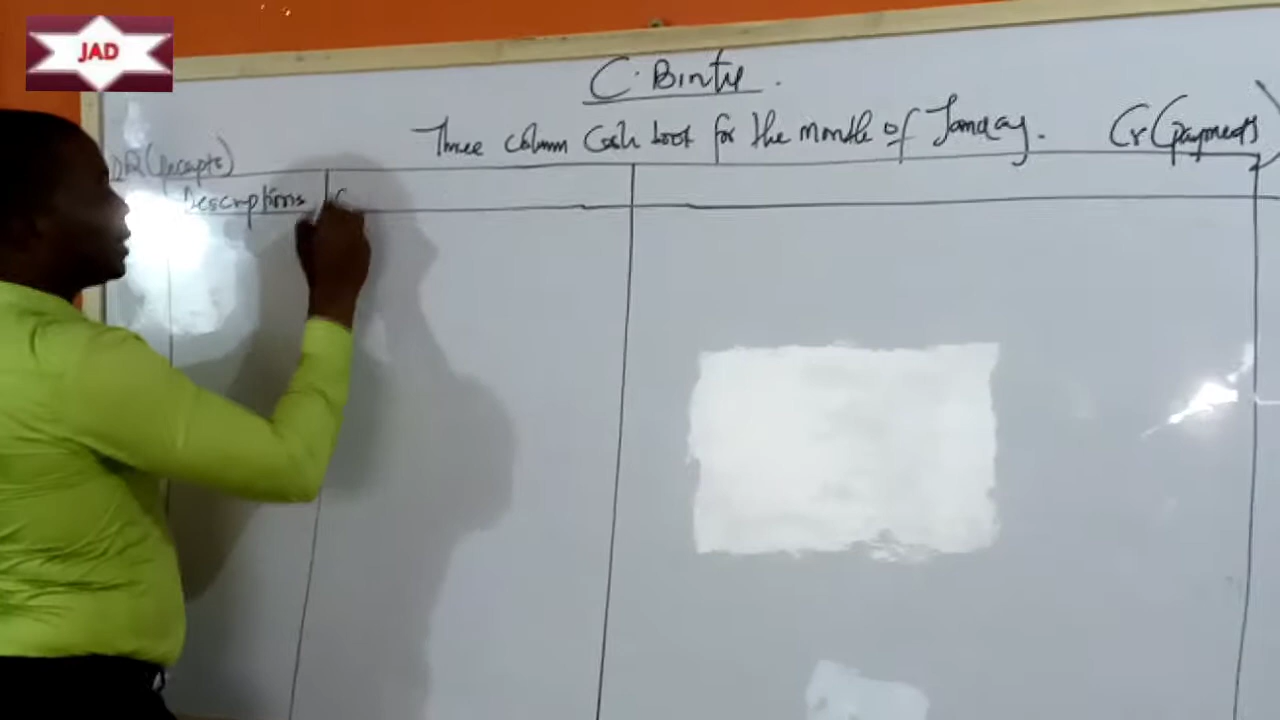 JAD
C. Binty.
Three column Cash book for the month of January. Cr (payments)
DR (Receipts)
Descriptions